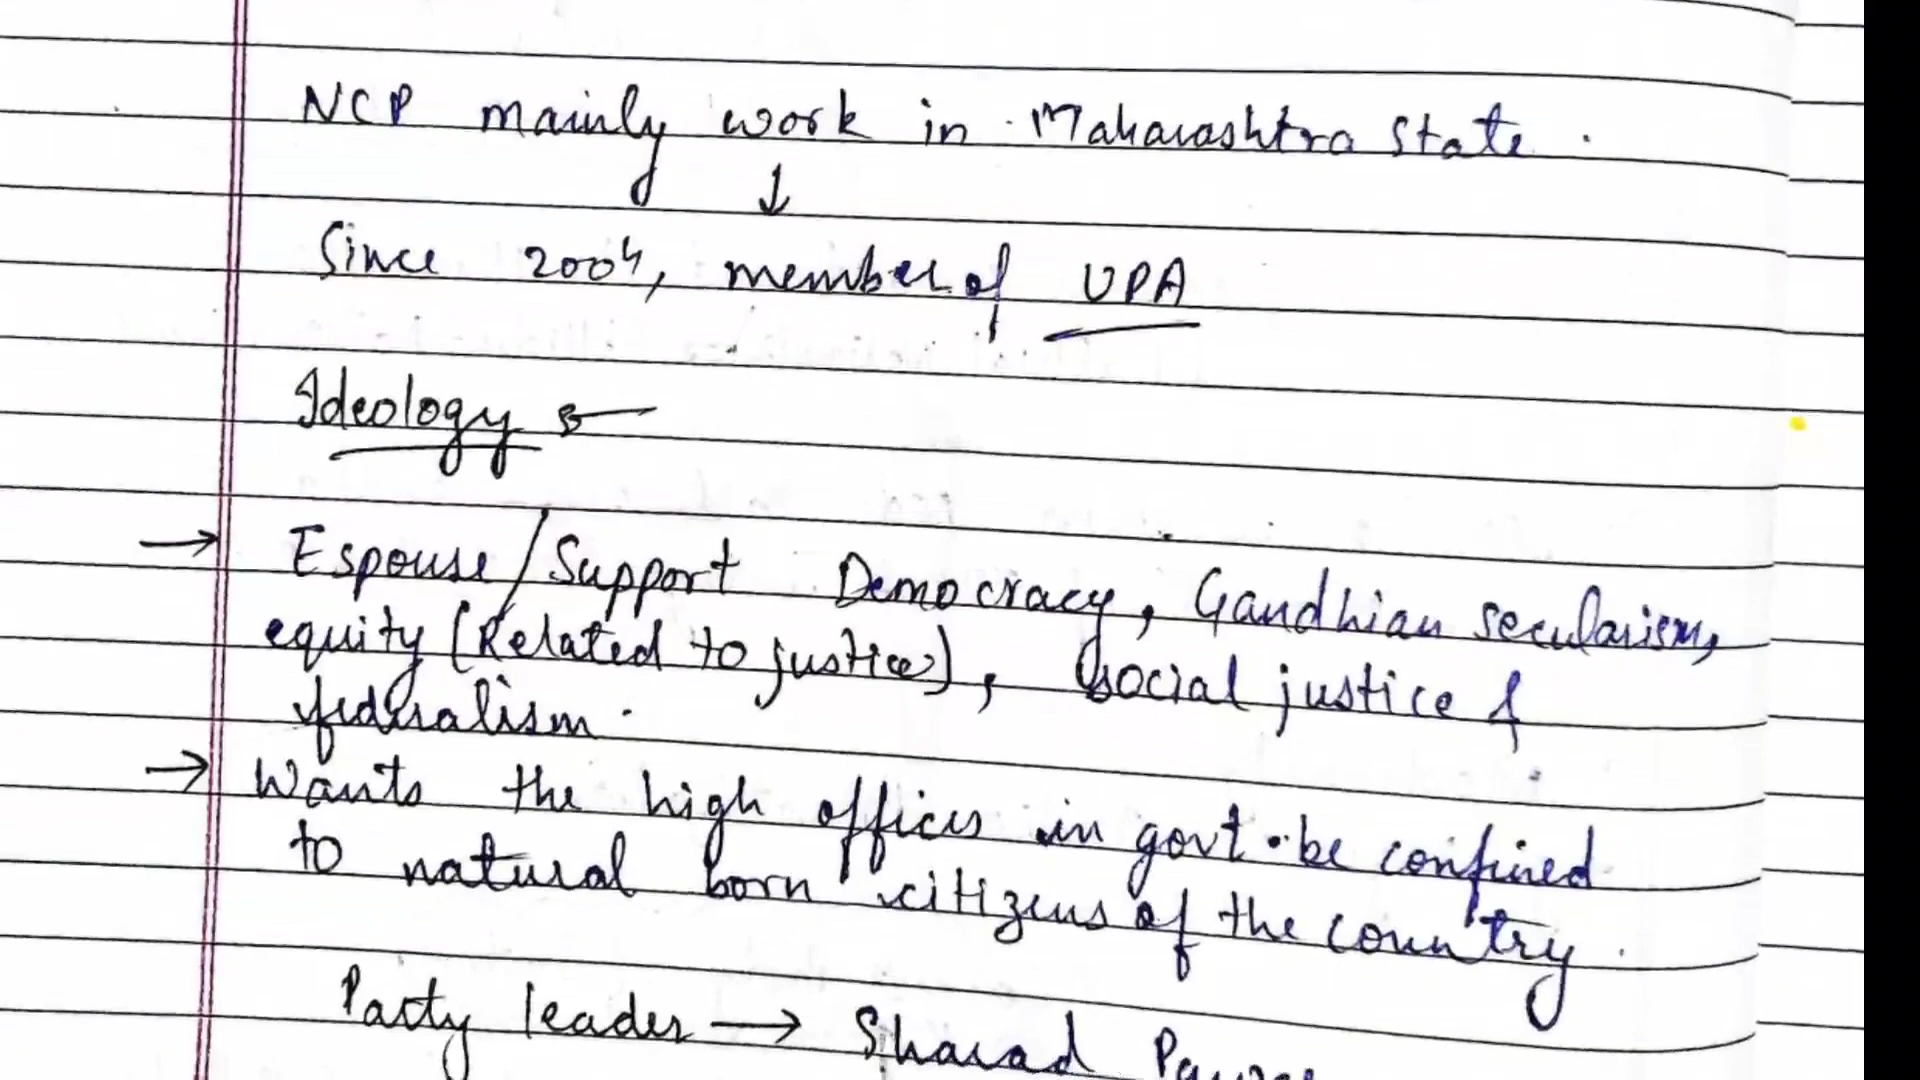 NCP mainly work in Maharashtra State.
↓
Since 2004, member of UPA
Ideology :-
→ Espouse/Support Democracy, Gandhian secularism,
equity (Related to justice), Social justice &
federalism.
→ Wants the high offices in govt. be confined
to natural born citizens of the country.
Party leader → Sharad Pawar